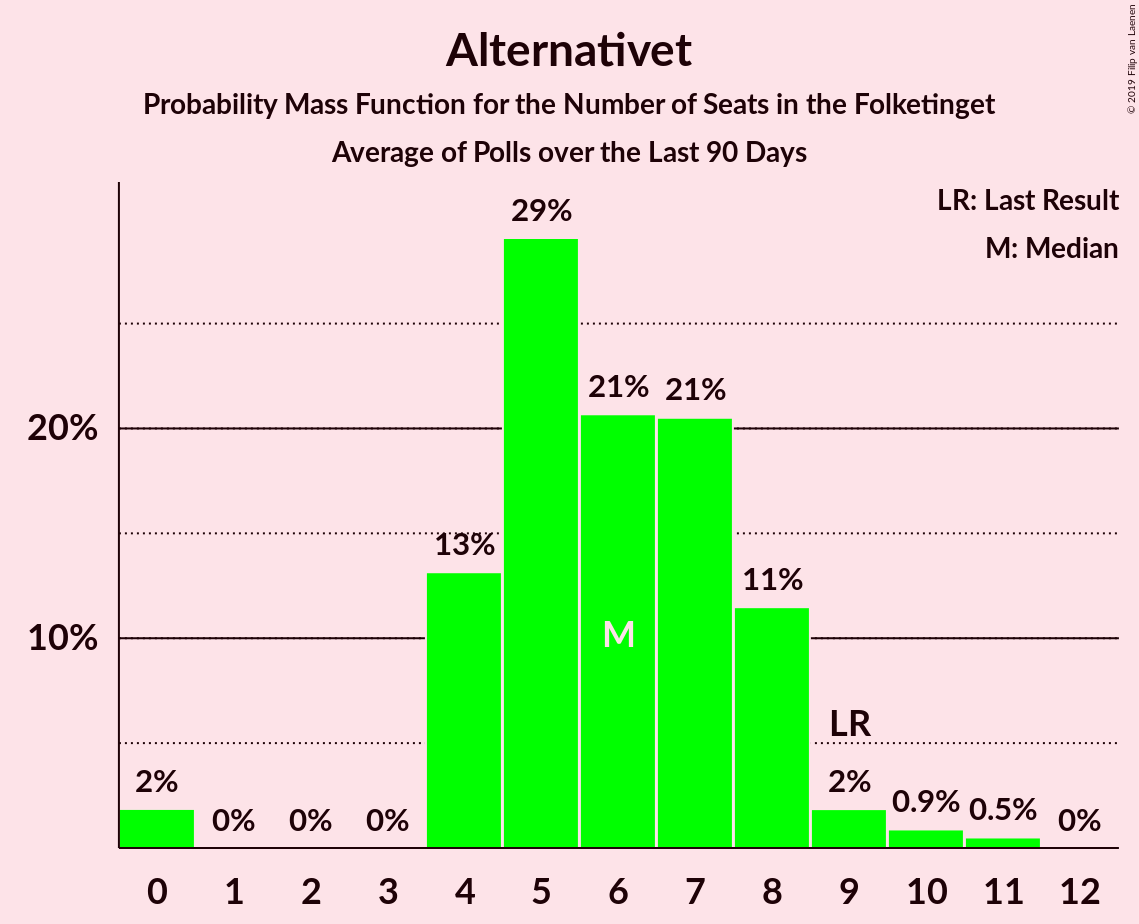 Alternativet
Probability Mass Function for the Number of Seats in the Folketinget
Average of Polls over the Last 90 Days
© 2019 Filip van Laenen
LR: Last Result
M: Median
29%
21%
21%
20%
13%
11%
10%
M
LR
2%
0%
0%
0%
2%
0.9%
0.5%
0%
0 1 2 3 4 5 6 7 8 9 10 11 12